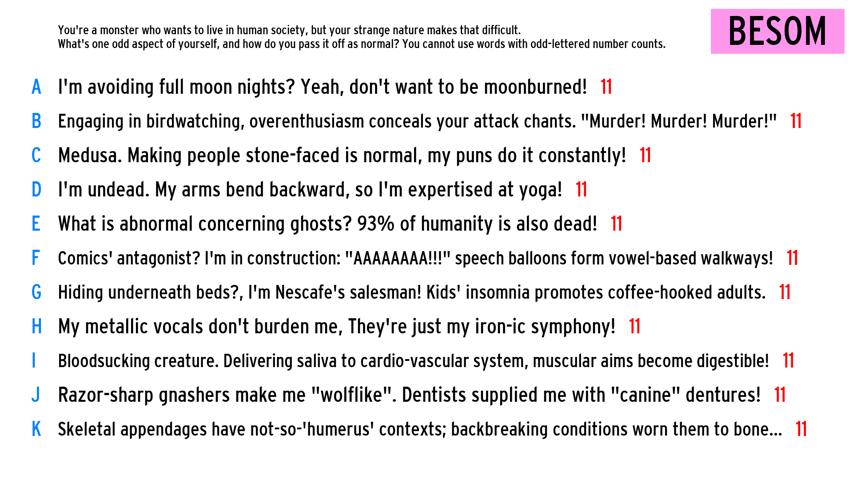 You're a monster who wants to live in human society, but your strange nature makes that difficult.
What's one odd aspect of yourself, and how do you pass it off as normal? You cannot use words with odd-lettered number counts.
BESOM
A I'm avoiding full moon nights? Yeah, don't want to be moonburned! 11
B Engaging in birdwatching, overenthusiasm conceals your attack chants. "Murder! Murder! Murder!" 11
C Medusa. Making people stone-faced is normal, my puns do it constantly! 11
D I'm undead. My arms bend backward, so I'm expertised at yoga! 11
E What is abnormal concerning ghosts? 93% of humanity is also dead! 11
F Comics' antagonist? I'm in construction: "AAAAAAAA!!!" speech balloons form vowel-based walkways! 11
G Hiding underneath beds?, I'm Nescafe's salesman! Kids' insomnia promotes coffee-hooked adults. 11
H My metallic vocals don't burden me, They're just my iron-ic symphony! 11
I Bloodsucking creature. Delivering saliva to cardio-vascular system, muscular aims become digestible! 11
J Razor-sharp gnashers make me "wolflike". Dentists supplied me with "canine" dentures! 11
K Skeletal appendages have not-so-'humerus' contexts; backbreaking conditions worn them to bone... 11